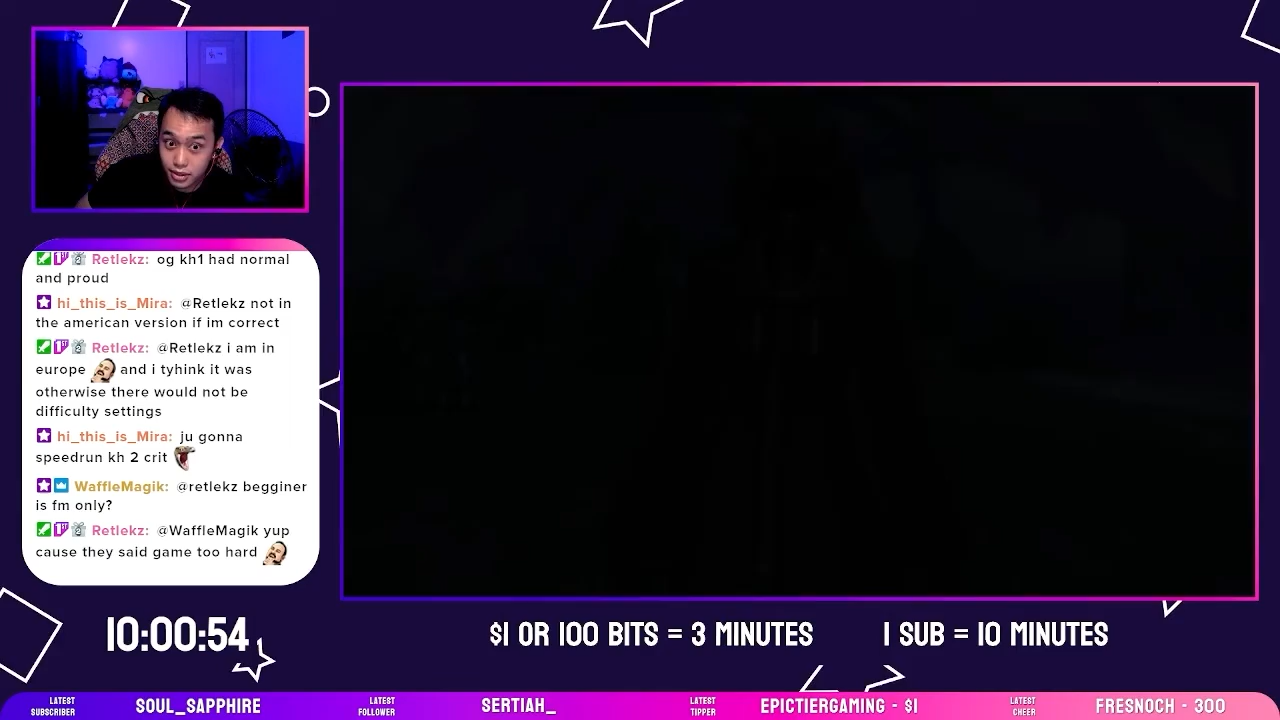 Retlekz: og kh1 had normal
and proud
hi_this_is_Mira: @Retlekz not in
the american version if im correct
Retlekz: @Retlekz i am in
europe and i tyhink it was
otherwise there would not be
difficulty settings
hi_this_is_Mira: ju gonna
speedrun kh 2 crit
WaffleMagik: @retlekz begginer
is fm only?
Retlekz: @WaffleMagik yup
cause they said game too hard
10:00:54
$1 OR 100 BITS = 3 MINUTES
1 SUB = 10 MINUTES
LATEST
SUBSCRIBER
SOUL_SAPPHIRE
LATEST
FOLLOWER
SERTIAH_
LATEST
TIPPER
EPICTIERGAMING - $1
LATEST
CHEER
FRESNOCH - 300